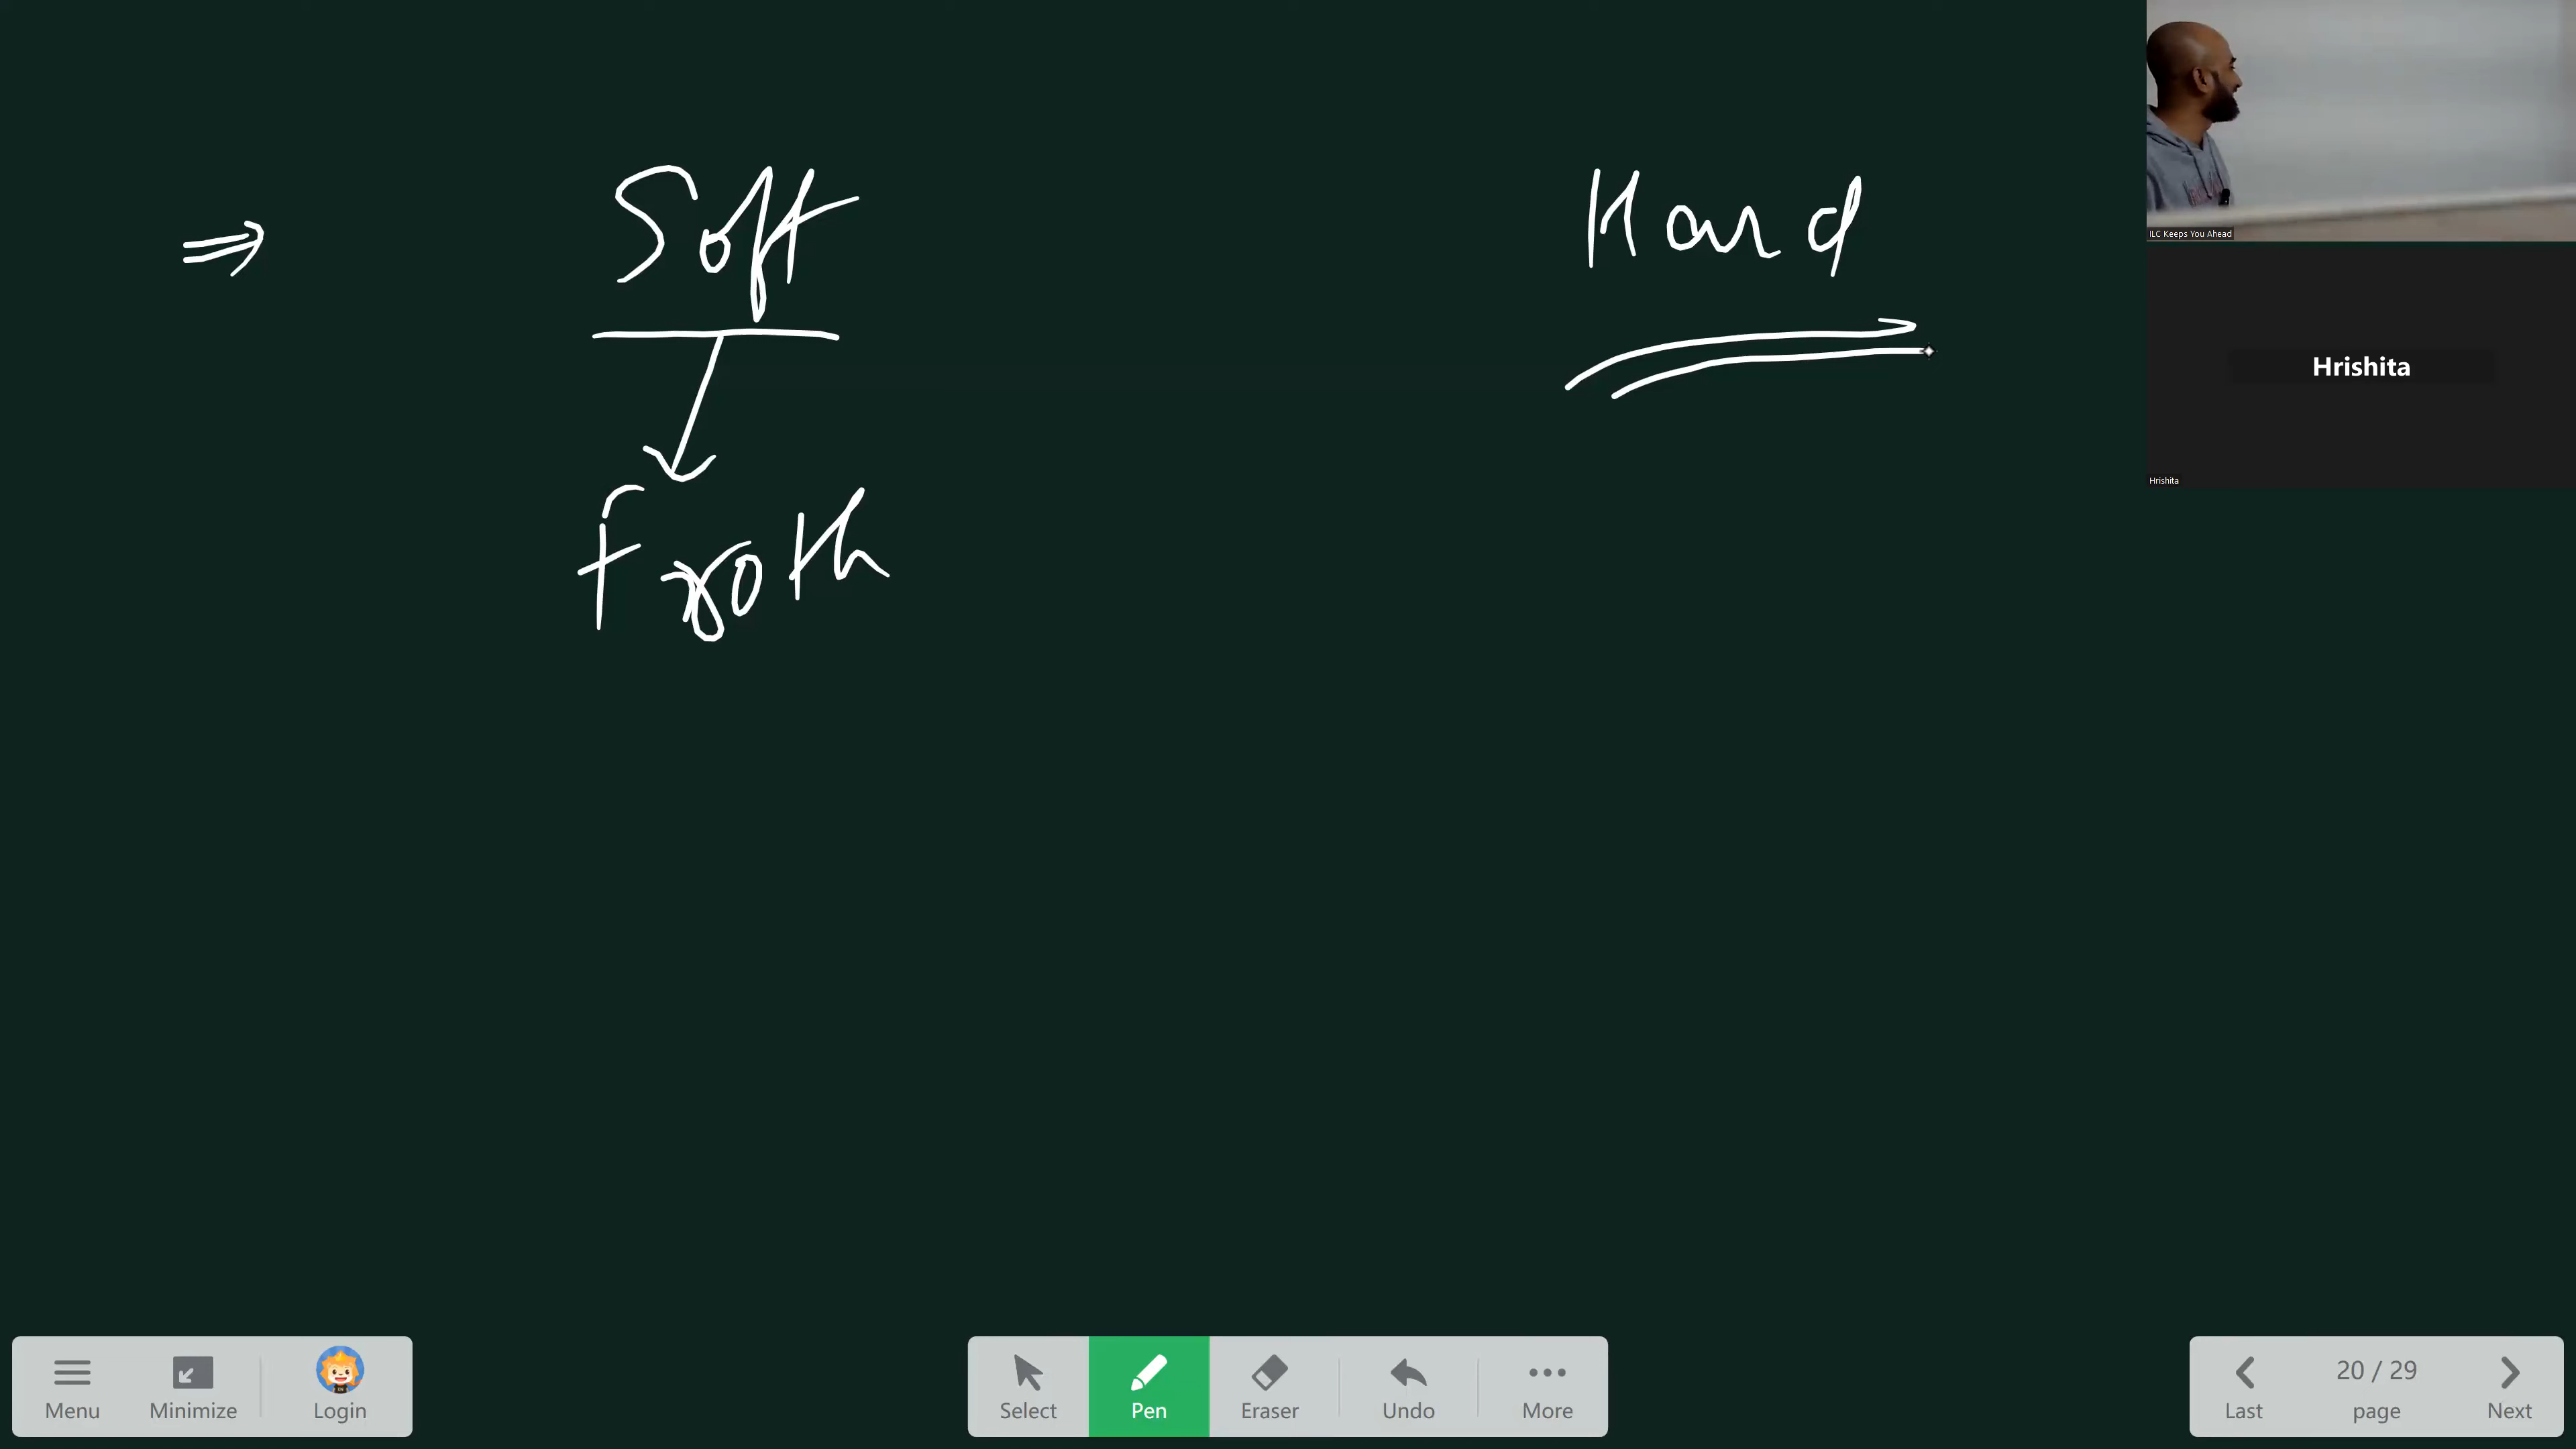 ⇒ Soft Hard
froth
ILC Keeps You Ahead
Hrishita
Hrishita
Menu Minimize Login
Select Pen Eraser Undo More
Last 20 / 29 page Next